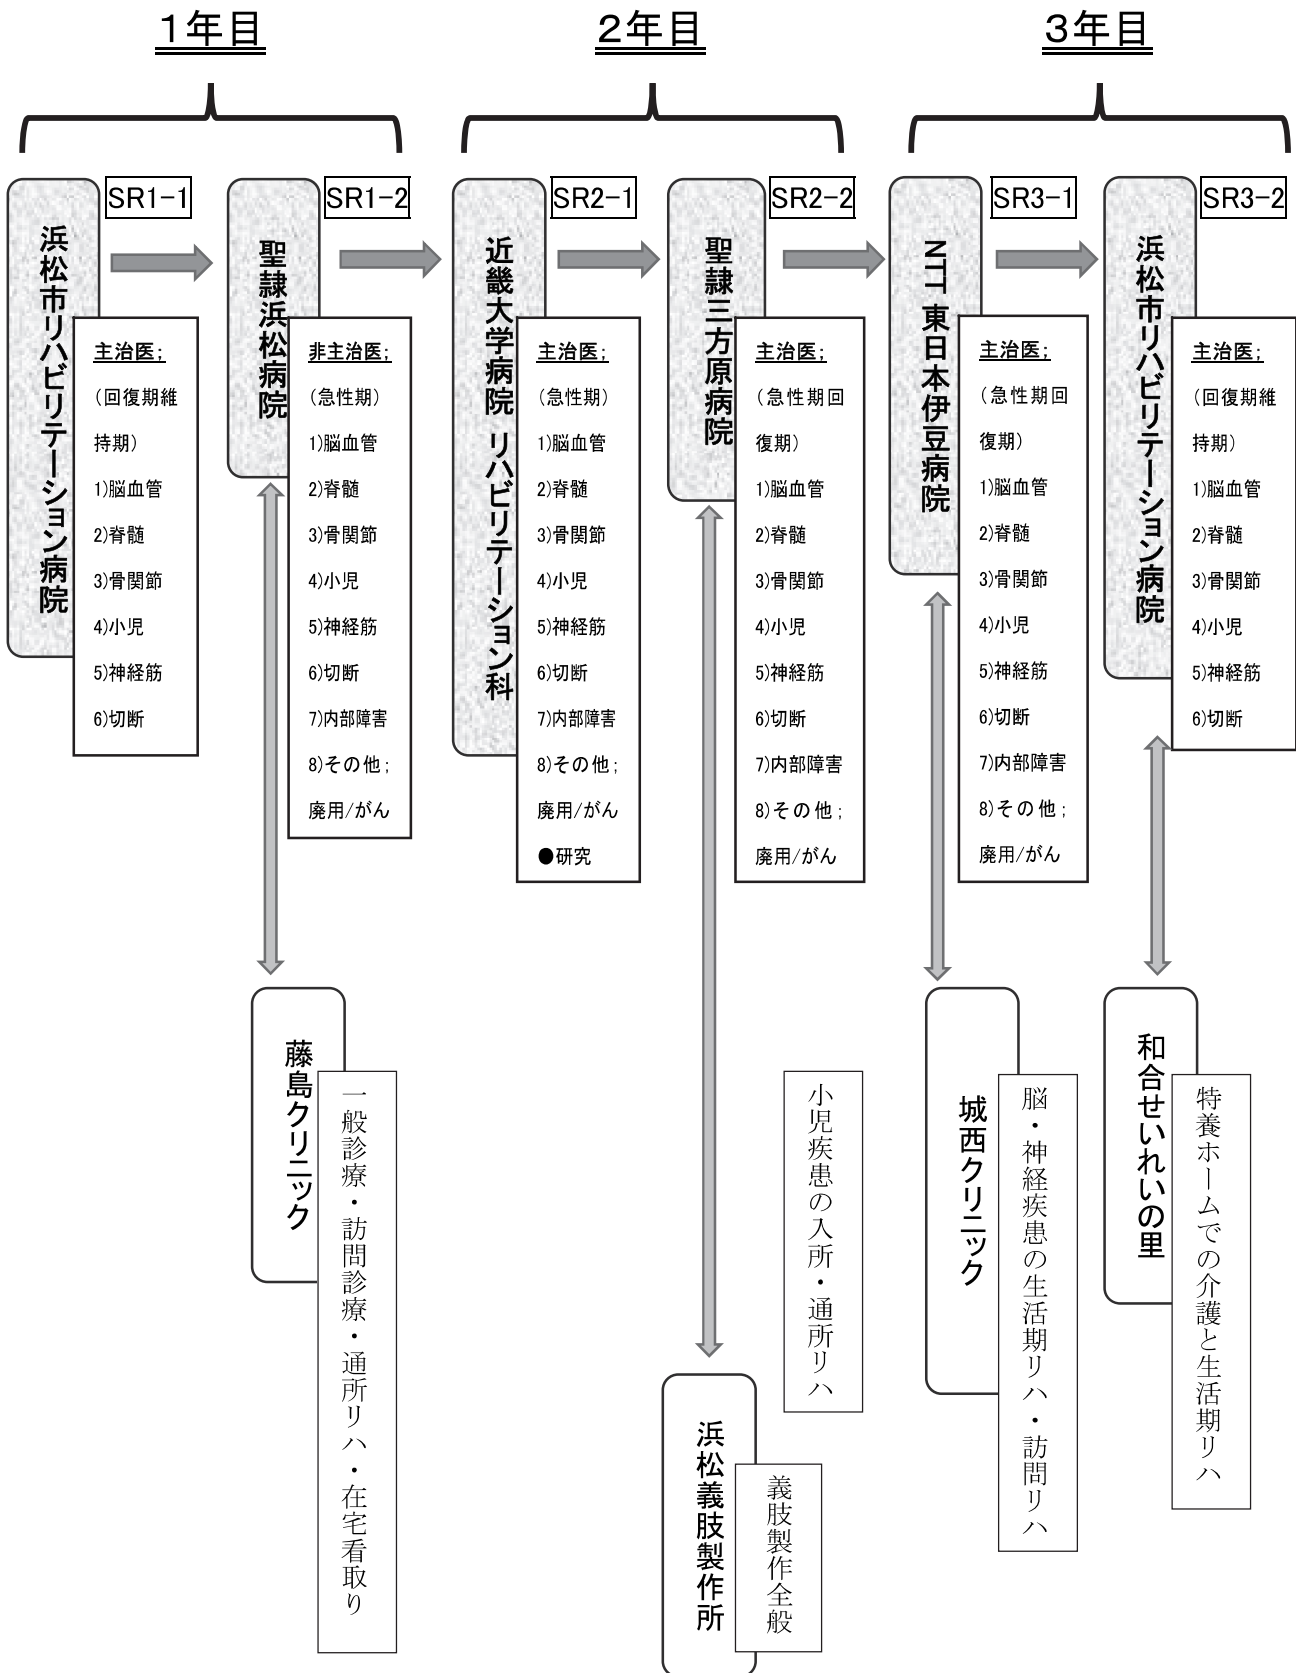 1年目
2年目
3年目
SR1-1
浜松市リハビリテーション病院
主治医;
(回復期維
持期)
1)脳血管
2)脊髄
3)骨関節
4)小児
5)神経筋
6)切断
SR1-2
聖隷浜松病院
非主治医;
(急性期)
1)脳血管
2)脊髄
3)骨関節
4)小児
5)神経筋
6)切断
7)内部障害
8)その他;
廃用/がん
SR2-1
近畿大学病院 リハビリテーション科
主治医;
(急性期)
1)脳血管
2)脊髄
3)骨関節
4)小児
5)神経筋
6)切断
7)内部障害
8)その他;
廃用/がん
●研究
SR2-2
聖隷三方原病院
主治医;
(急性期回
復期)
1)脳血管
2)脊髄
3)骨関節
4)小児
5)神経筋
6)切断
7)内部障害
8)その他;
廃用/がん
SR3-1
NTT 東日本伊豆病院
主治医;
(急性期回
復期)
1)脳血管
2)脊髄
3)骨関節
4)小児
5)神経筋
6)切断
7)内部障害
8)その他;
廃用/がん
SR3-2
浜松市リハビリテーション病院
主治医;
(回復期維
持期)
1)脳血管
2)脊髄
3)骨関節
4)小児
5)神経筋
6)切断
藤島クリニック
一般診療・訪問診療・通所リハ・在宅看取り
小児疾患の入所・通所リハ
浜松義肢製作所
義肢製作全般
城西クリニック
脳・神経疾患の生活期リハ・訪問リハ
和合せいれいの里
特養ホームでの介護と生活期リハ